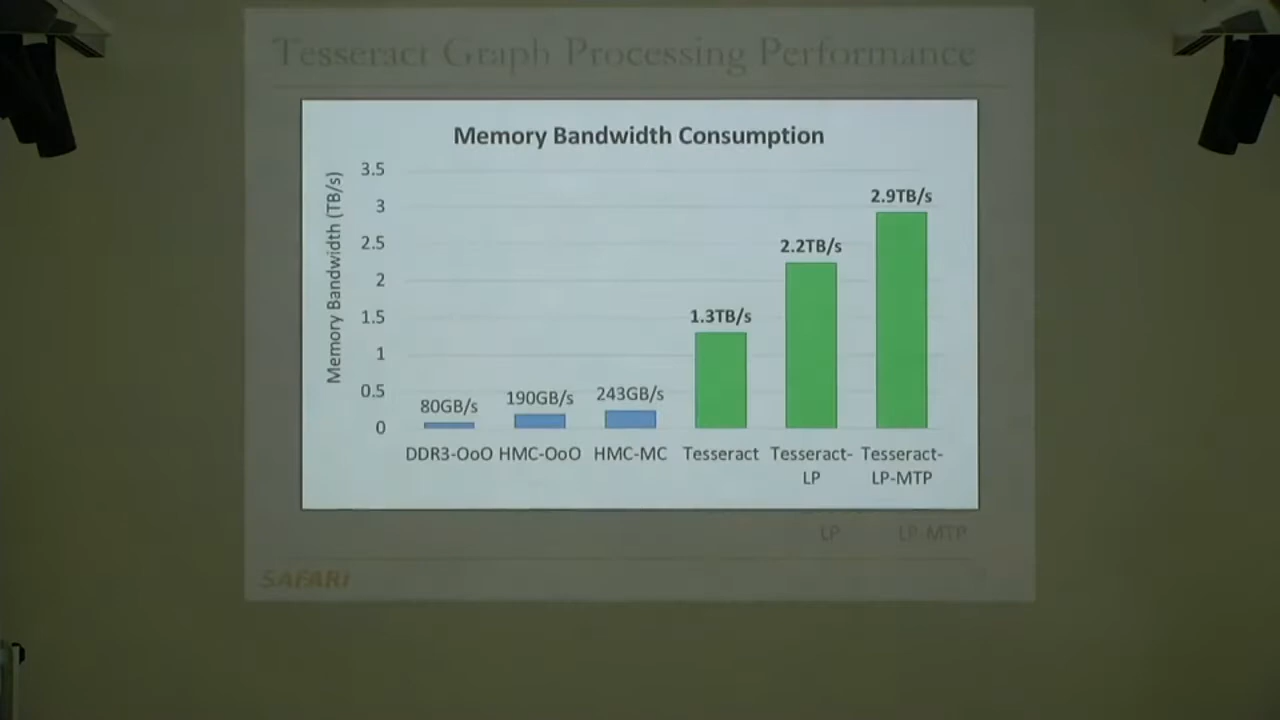 Tesseract Graph Processing Performance
Memory Bandwidth Consumption
Memory Bandwidth (TB/s)
3.5
3
2.5
2
1.5
1
0.5
0
80GB/s
190GB/s
243GB/s
1.3TB/s
2.2TB/s
2.9TB/s
DDR3-OoO
HMC-OoO
HMC-MC
Tesseract
Tesseract-
LP
Tesseract-
LP-MTP
LP
LP-MTP
SAFARI